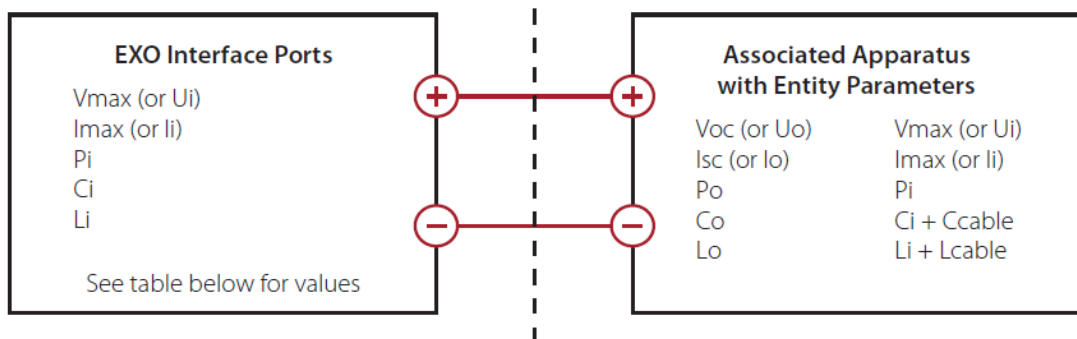 EXO Interface Ports
Vmax (or Ui)
Imax (or Ii)
Pi
Ci
Li
See table below for values
+
−
+
−
Associated Apparatus
with Entity Parameters
Voc (or Uo) Vmax (or Ui)
Isc (or Io) Imax (or Ii)
Po Pi
Co Ci + Ccable
Lo Li + Lcable